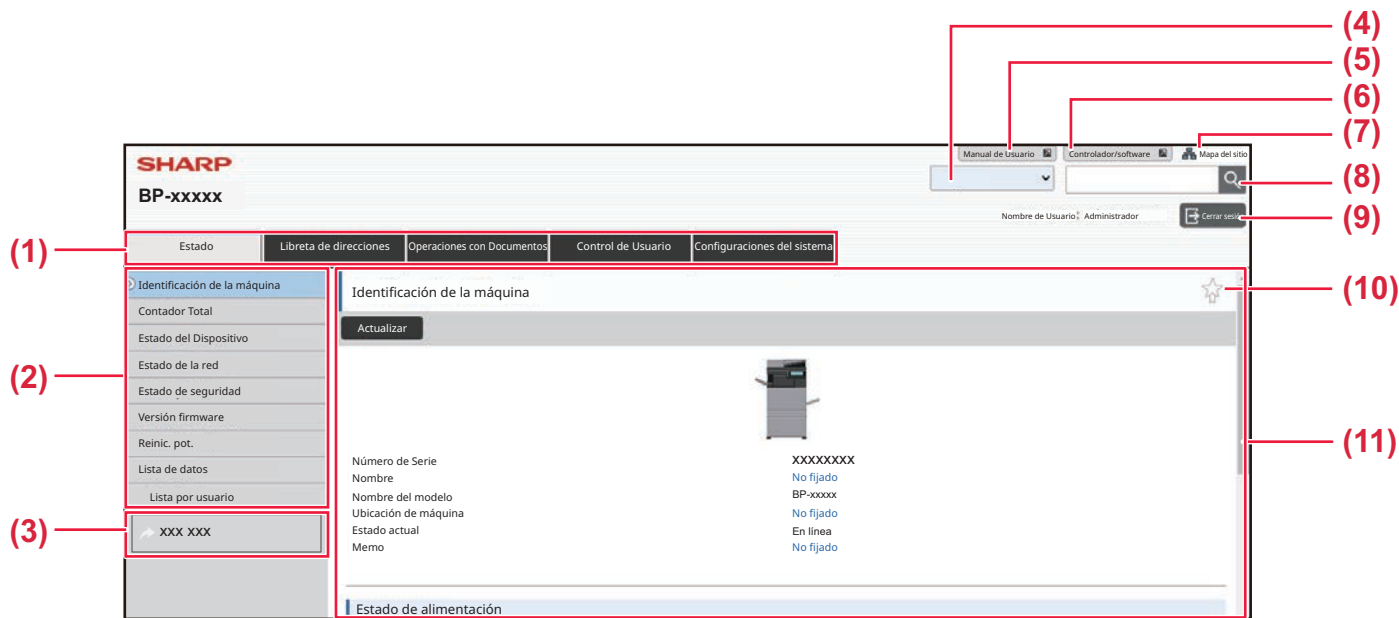 (4)
(5)
(6)
(7)
SHARP
Manual de Usuario
Controlador/software
Mapa del sitio
(8)
BP-xxxxx
Nombre de Usuario: Administrador
Cerrar sesió
(9)
(1)
Estado
Libreta de direcciones
Operaciones con Documentos
Control de Usuario
Configuraciones del sistema
Identificación de la máquina
Contador Total
Estado del Dispositivo
Estado de la red
Estado de seguridad
Versión firmware
Reinic. pot.
Lista de datos
Lista por usuario
(2)
(3)
XXX XXX
Identificación de la máquina
(10)
Actualizar
(11)
Número de Serie XXXXXXXX
Nombre No fijado
Nombre del modelo BP-xxxxx
Ubicación de máquina No fijado
Estado actual En línea
Memo No fijado
Estado de alimentación